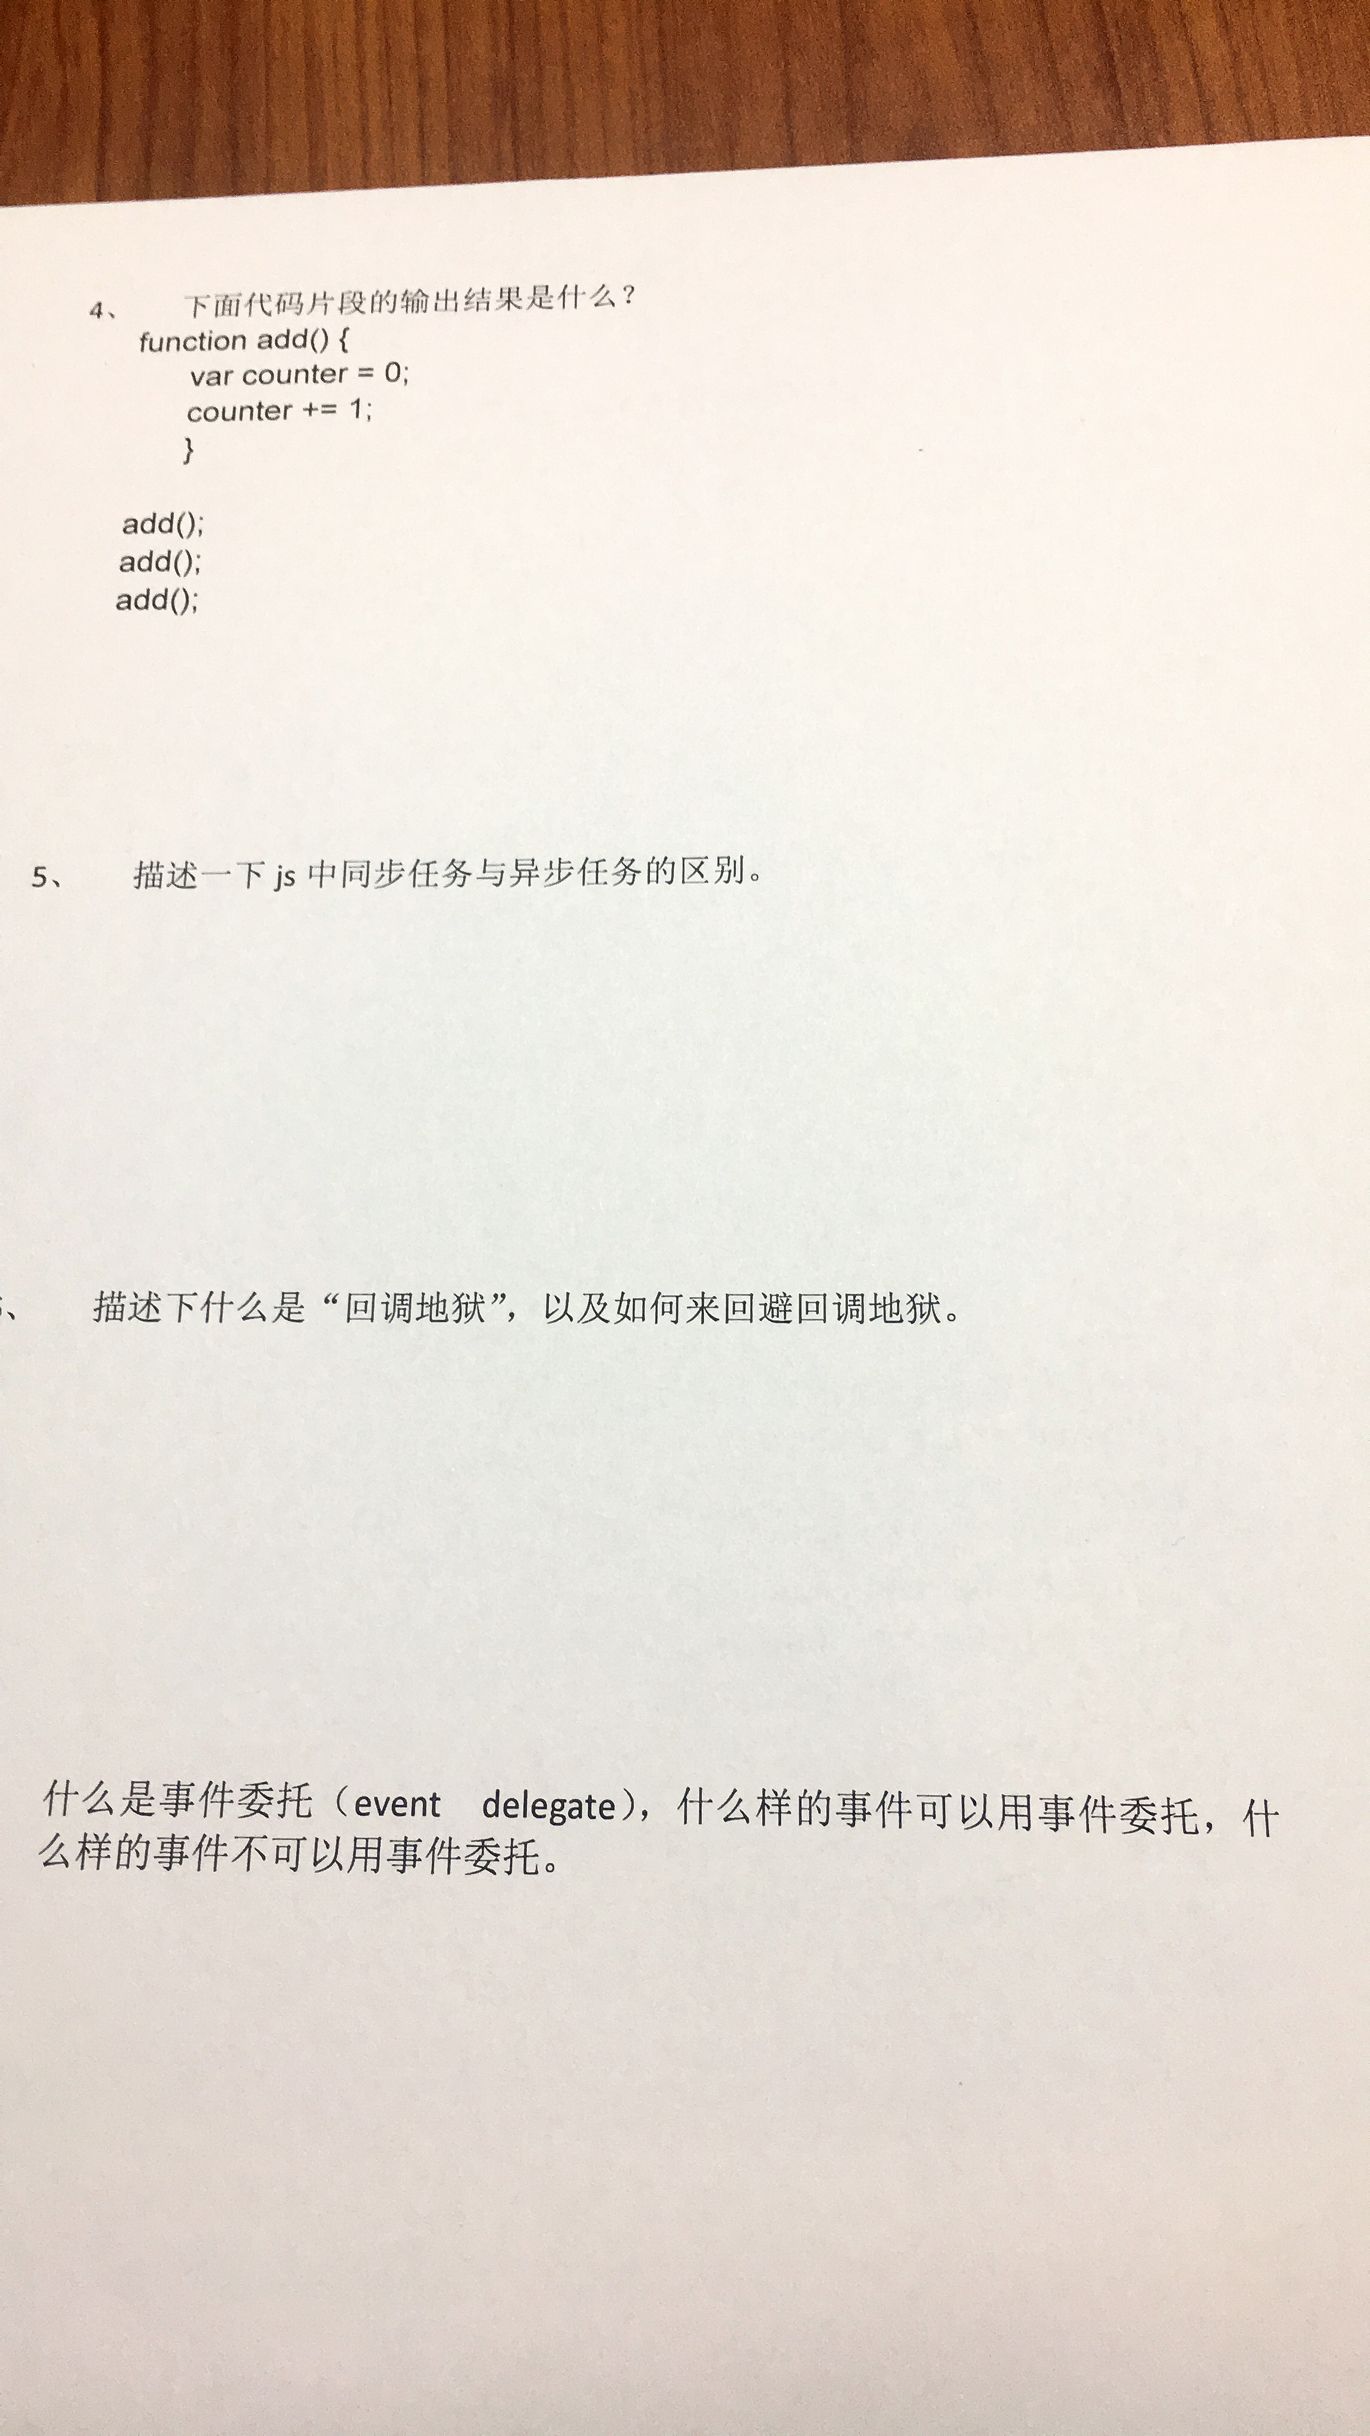 4、 下面代码片段的输出结果是什么？
function add() {
var counter = 0;
counter += 1;
}
add();
add();
add();
5、 描述一下 js 中同步任务与异步任务的区别。
、 描述下什么是“回调地狱”，以及如何来回避回调地狱。
什么是事件委托（event delegate），什么样的事件可以用事件委托，什
么样的事件不可以用事件委托。